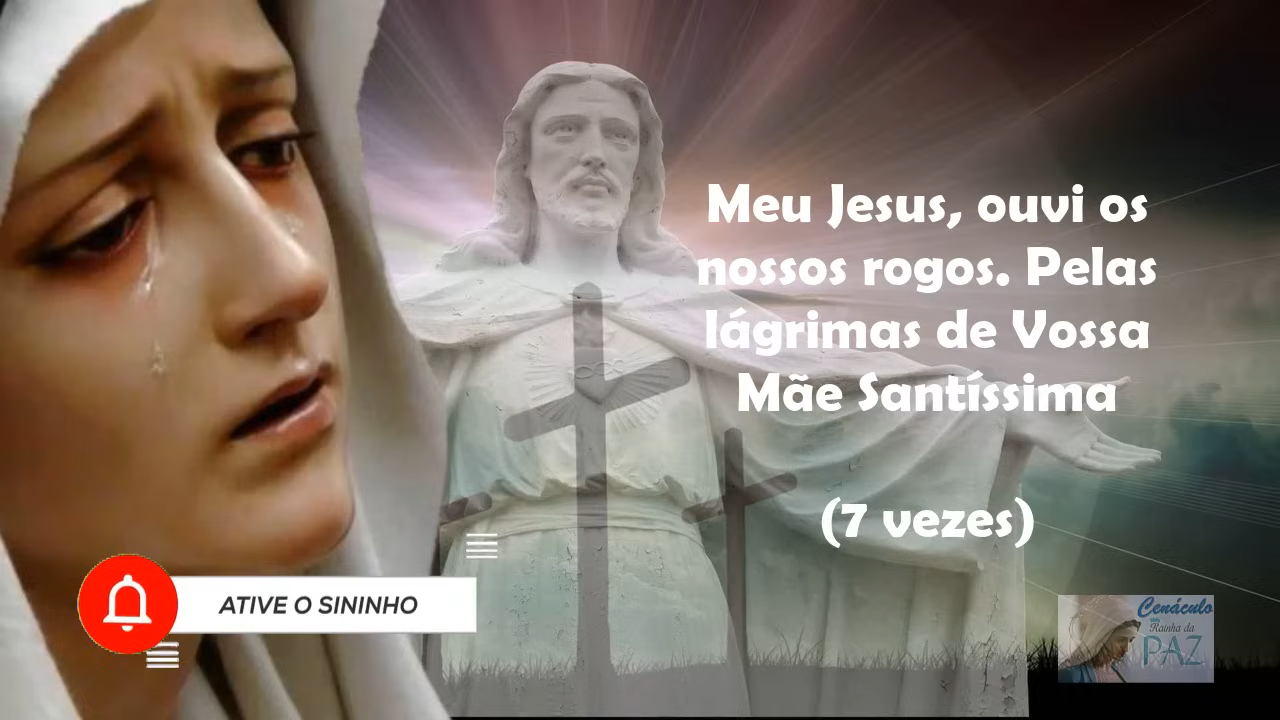 Meu Jesus, ouvi os
nossos rogos. Pelas
lágrimas de Vossa
Mãe Santíssima
(7 vezes)
ATIVE O SININHO
Cenáculo
Rainha da
PAZ